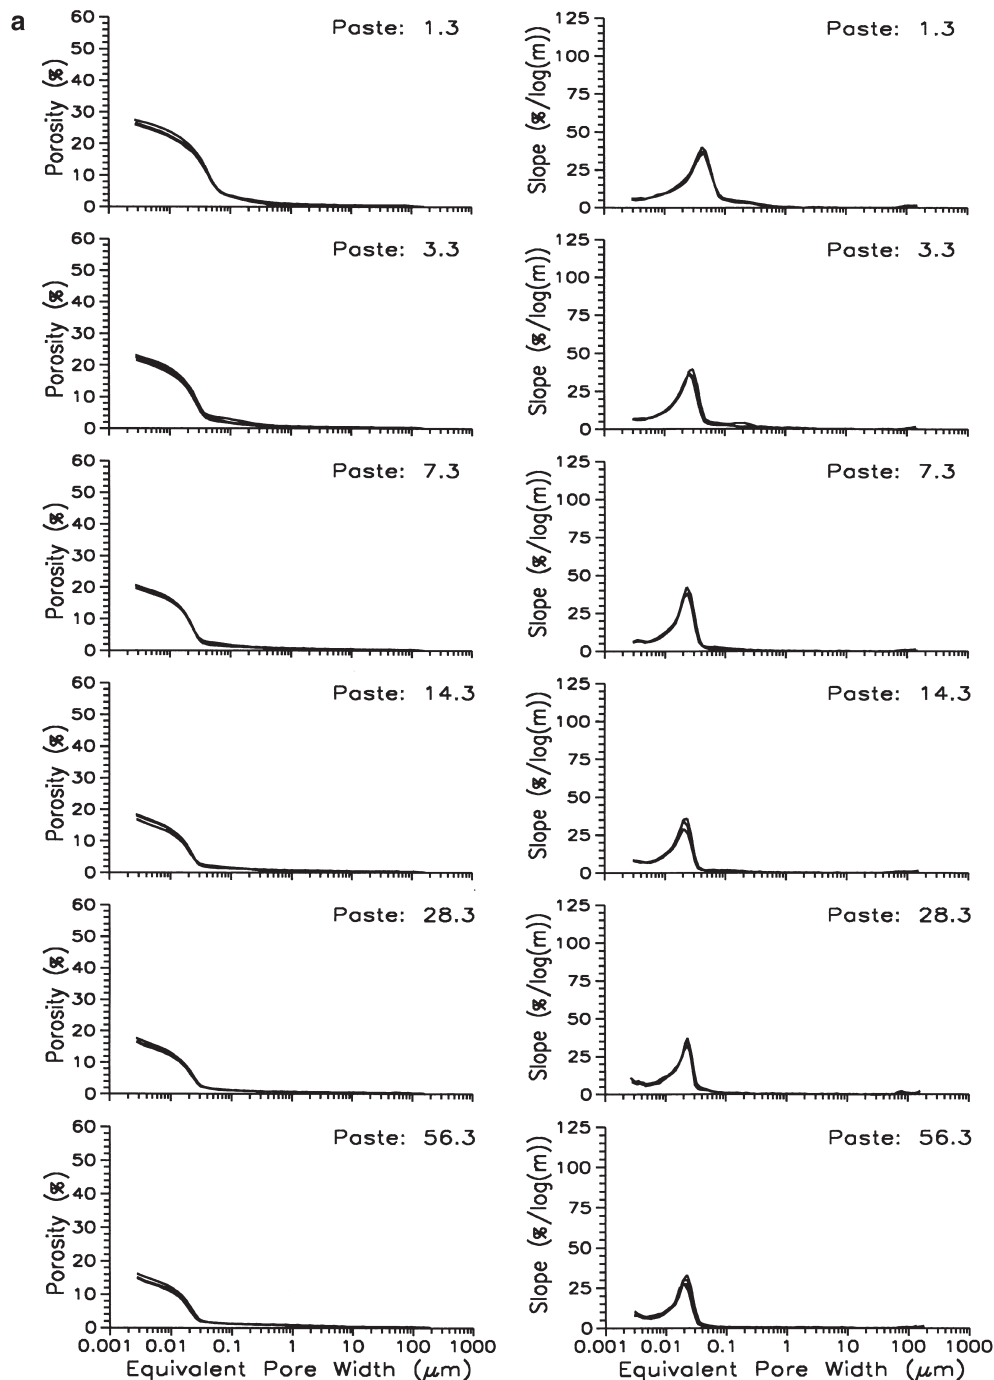 a
Paste: 1.3
Porosity (%)
60
50
40
30
20
10
0
Paste: 1.3
Slope (%/log(m))
125
100
75
50
25
0
Paste: 3.3
Porosity (%)
60
50
40
30
20
10
0
Paste: 3.3
Slope (%/log(m))
125
100
75
50
25
0
Paste: 7.3
Porosity (%)
60
50
40
30
20
10
0
Paste: 7.3
Slope (%/log(m))
125
100
75
50
25
0
Paste: 14.3
Porosity (%)
60
50
40
30
20
10
0
Paste: 14.3
Slope (%/log(m))
125
100
75
50
25
0
Paste: 28.3
Porosity (%)
60
50
40
30
20
10
0
Paste: 28.3
Slope (%/log(m))
125
100
75
50
25
0
Paste: 56.3
Porosity (%)
60
50
40
30
20
10
0
0.001 0.01 0.1 1 10 100 1000
Equivalent Pore Width (μm)
Paste: 56.3
Slope (%/log(m))
125
100
75
50
25
0
0.001 0.01 0.1 1 10 100 1000
Equivalent Pore Width (μm)